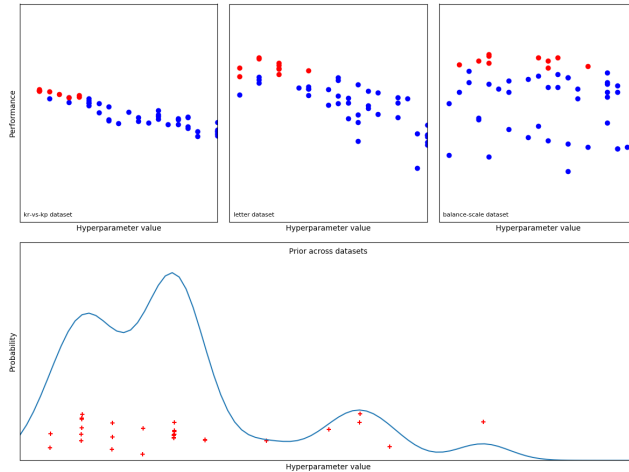 Performance
kr-vs-kp dataset
letter dataset
balance-scale dataset
Hyperparameter value
Hyperparameter value
Hyperparameter value
Prior across datasets
Probability
Hyperparameter value